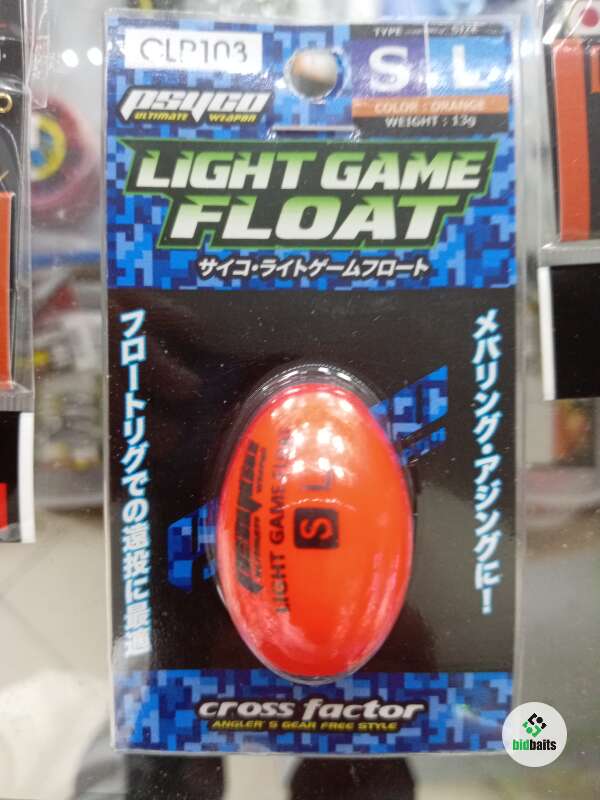 CLP103
TYPE SIZE
S L
COLOR : ORANGE
WEIGHT : 13g
PSYCO
ULTIMATE WEAPON
LIGHT GAME
FLOAT
サイコ・ライトゲームフロート
メバリング・アジングに!
フロートリグでの遠投に最適
ULTIMATE WEAPON
LIGHT GAME
S L
cross factor
ANGLER'S GEAR FREE STYLE
bidbaits